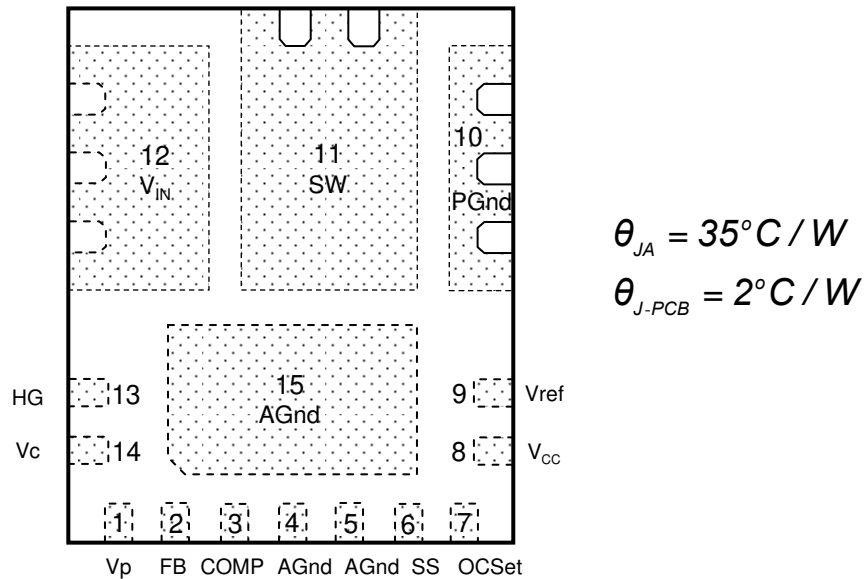 10
12
11
V_IN
SW
PGnd
θ_JA = 35°C / W
θ_J-PCB = 2°C / W
15
AGnd
HG
13
9
Vref
Vc
14
8
V_CC
1
2
3
4
5
6
7
Vp
FB
COMP
AGnd
AGnd
SS
OCSet